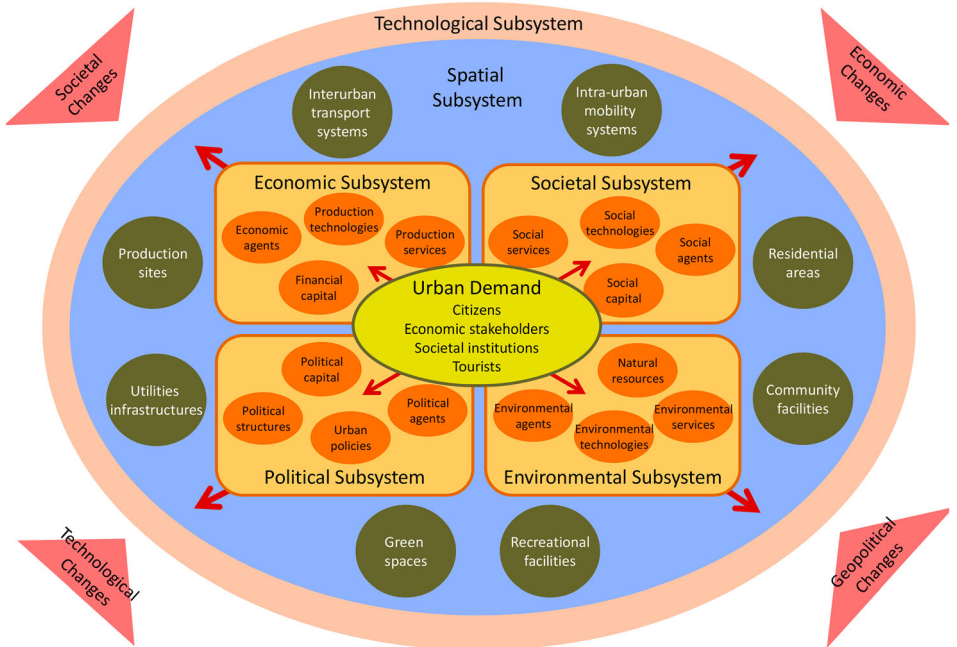 Technological Subsystem
Societal
Changes
Economic
Changes
Spatial
Subsystem
Interurban
transport
systems
Intra-urban
mobility
systems
Economic Subsystem
Economic
agents
Production
technologies
Production
services
Financial
capital
Societal Subsystem
Social
services
Social
technologies
Social
agents
Social
capital
Production
sites
Residential
areas
Urban Demand
Citizens
Economic stakeholders
Societal institutions
Tourists
Utilities
infrastructures
Community
facilities
Political
capital
Political
structures
Urban
policies
Political
agents
Political Subsystem
Natural
resources
Environmental
agents
Environmental
technologies
Environmental
services
Environmental Subsystem
Green
spaces
Recreational
facilities
Technological
Changes
Geopolitical
Changes